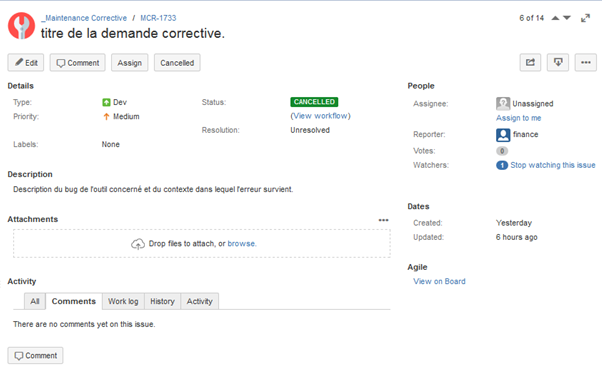 _Maintenance Corrective / MCR-1733
6 of 14
titre de la demande corrective.
Edit Comment Assign Cancelled
Details
Type: Dev Status: CANCELLED
Priority: Medium (View workflow)
Resolution: Unresolved
Labels: None
People
Assignee: Unassigned
Assign to me
Reporter: finance
Votes: 0
Watchers: 1 Stop watching this issue
Description
Description du bug de l'outil concerné et du contexte dans lequel l'erreur survient.
Dates
Created: Yesterday
Updated: 6 hours ago
Attachments
Drop files to attach, or browse.
Agile
View on Board
Activity
All Comments Work log History Activity
There are no comments yet on this issue.
Comment